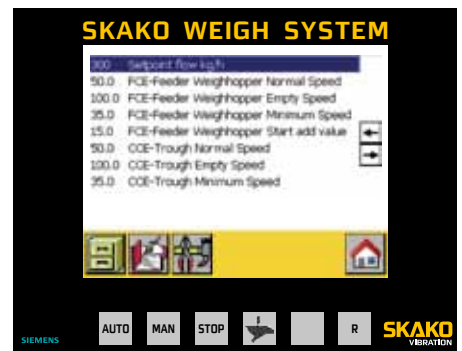 SKAKO WEIGH SYSTEM
300 Setpoint flow kg/h
50.0 FCE-Feeder Weighhopper Normal Speed
100.0 FCE-Feeder Weighhopper Empty Speed
35.0 FCE-Feeder Weighhopper Minimum Speed
15.0 FCE-Feeder Weighhopper Start add value
50.0 CCE-Trough Normal Speed
100.0 CCE-Trough Empty Speed
35.0 CCE-Trough Minimum Speed
AUTO MAN STOP R
SIEMENS
SKAKO
VIBRATION